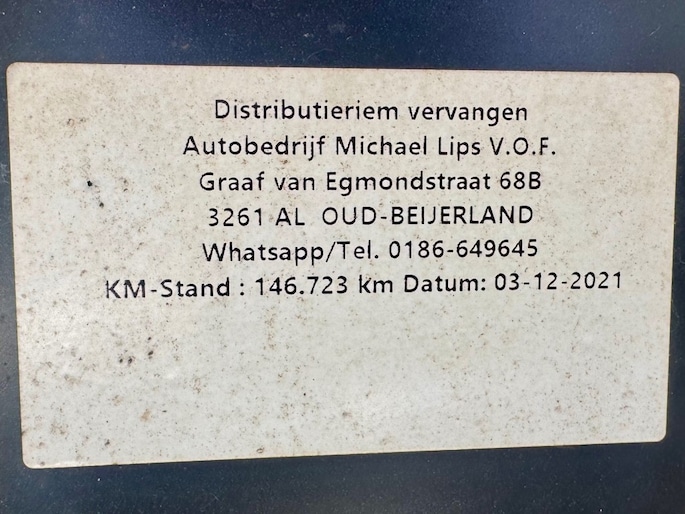 Distributieriem vervangen
Autobedrijf Michael Lips V.O.F.
Graaf van Egmondstraat 68B
3261 AL OUD-BEIJERLAND
Whatsapp/Tel. 0186-649645
KM-Stand : 146.723 km Datum: 03-12-2021